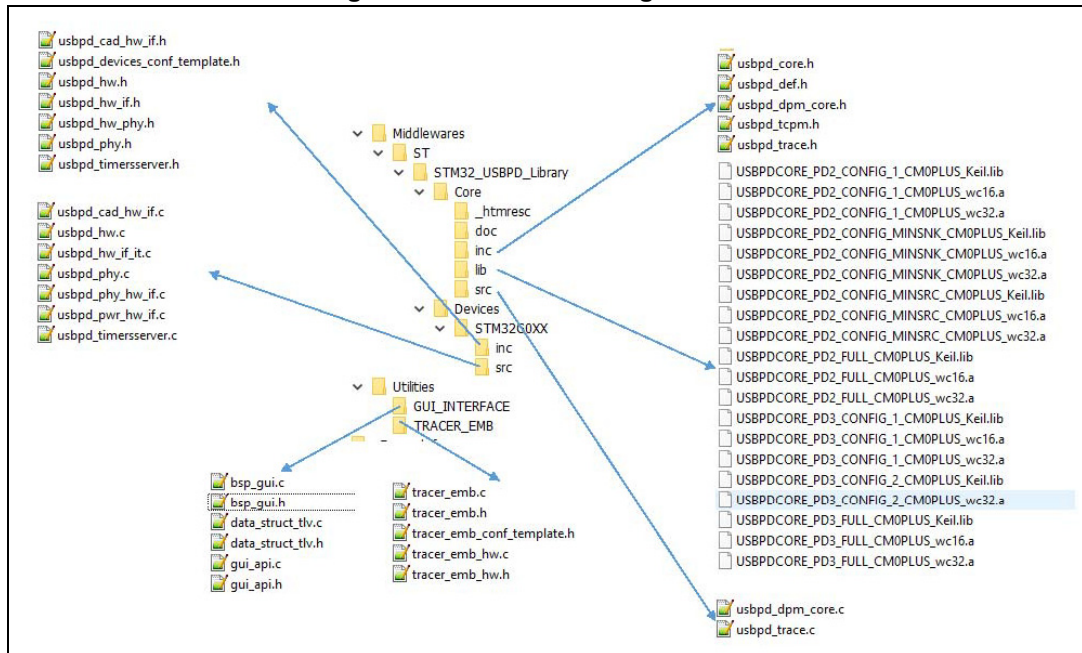 usbpd_cad_hw_if.h
usbpd_devices_conf_template.h
usbpd_hw.h
usbpd_hw_if.h
usbpd_hw_phy.h
usbpd_phy.h
usbpd_timersserver.h
usbpd_cad_hw_if.c
usbpd_hw.c
usbpd_hw_if_it.c
usbpd_phy.c
usbpd_phy_hw_if.c
usbpd_pwr_hw_if.c
usbpd_timersserver.c
Middlewares
ST
STM32_USBPD_Library
Core
_htmresc
doc
inc
lib
src
Devices
STM32G0XX
inc
src
Utilities
GUI_INTERFACE
TRACER_EMB
bsp_gui.c
bsp_gui.h
data_struct_tlv.c
data_struct_tlv.h
gui_api.c
gui_api.h
tracer_emb.c
tracer_emb.h
tracer_emb_conf_template.h
tracer_emb_hw.c
tracer_emb_hw.h
usbpd_core.h
usbpd_def.h
usbpd_dpm_core.h
usbpd_tcpm.h
usbpd_trace.h
USBPDCORE_PD2_CONFIG_1_CM0PLUS_Keil.lib
USBPDCORE_PD2_CONFIG_1_CM0PLUS_wc16.a
USBPDCORE_PD2_CONFIG_1_CM0PLUS_wc32.a
USBPDCORE_PD2_CONFIG_MINSNK_CM0PLUS_Keil.lib
USBPDCORE_PD2_CONFIG_MINSNK_CM0PLUS_wc16.a
USBPDCORE_PD2_CONFIG_MINSNK_CM0PLUS_wc32.a
USBPDCORE_PD2_CONFIG_MINSRC_CM0PLUS_Keil.lib
USBPDCORE_PD2_CONFIG_MINSRC_CM0PLUS_wc16.a
USBPDCORE_PD2_CONFIG_MINSRC_CM0PLUS_wc32.a
USBPDCORE_PD2_FULL_CM0PLUS_Keil.lib
USBPDCORE_PD2_FULL_CM0PLUS_wc16.a
USBPDCORE_PD2_FULL_CM0PLUS_wc32.a
USBPDCORE_PD3_CONFIG_1_CM0PLUS_Keil.lib
USBPDCORE_PD3_CONFIG_1_CM0PLUS_wc16.a
USBPDCORE_PD3_CONFIG_1_CM0PLUS_wc32.a
USBPDCORE_PD3_CONFIG_2_CM0PLUS_Keil.lib
USBPDCORE_PD3_CONFIG_2_CM0PLUS_wc32.a
USBPDCORE_PD3_FULL_CM0PLUS_Keil.lib
USBPDCORE_PD3_FULL_CM0PLUS_wc16.a
USBPDCORE_PD3_FULL_CM0PLUS_wc32.a
usbpd_dpm_core.c
usbpd_trace.c